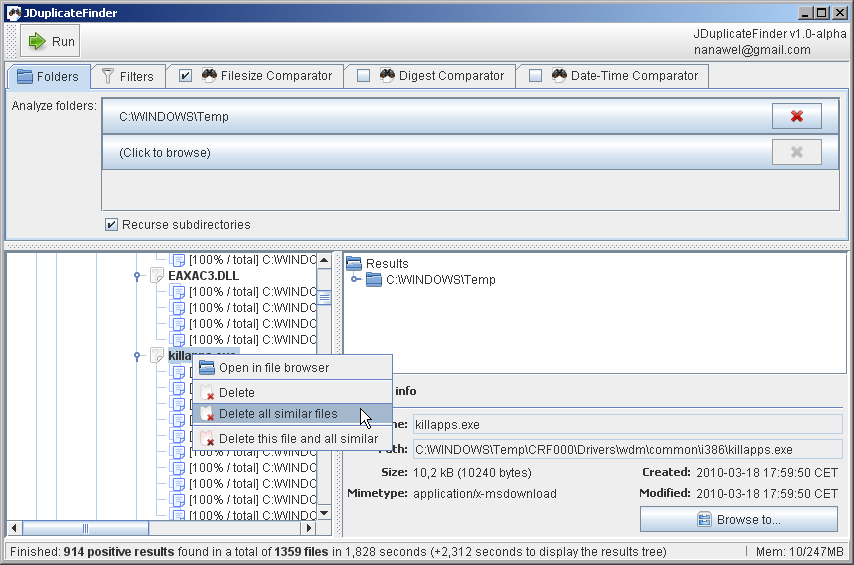 JDuplicateFinder
Run
JDuplicateFinder v1.0-alpha
nanawel@gmail.com
Folders
Filters
Filesize Comparator
Digest Comparator
Date-Time Comparator
Analyze folders:
C:\WINDOWS\Temp
(Click to browse)
Recurse subdirectories
[100% / total] C:\WINDO
EAXAC3.DLL
[100% / total] C:\WINDO
[100% / total] C:\WINDO
[100% / total] C:\WINDO
[100% / total] C:\WINDO
killapps.exe
[100% / total] C:\WINDO
[100% / total] C:\WINDO
[100% / total] C:\WINDO
[100% / total] C:\WINDO
[100% / total] C:\WINDO
Open in file browser
Delete
Delete all similar files
Delete this file and all similar
Results
C:\WINDOWS\Temp
info
killapps.exe
Path: C:\WINDOWS\Temp\CRF000\Drivers\wdm\common\i386\killapps.exe
Size: 10,2 kB (10240 bytes)
Created: 2010-03-18 17:59:50 CET
Mimetype: application/x-msdownload
Modified: 2010-03-18 17:59:50 CET
Browse to...
Finished: 914 positive results found in a total of 1359 files in 1,828 seconds (+2,312 seconds to display the results tree)
Mem: 10/247MB